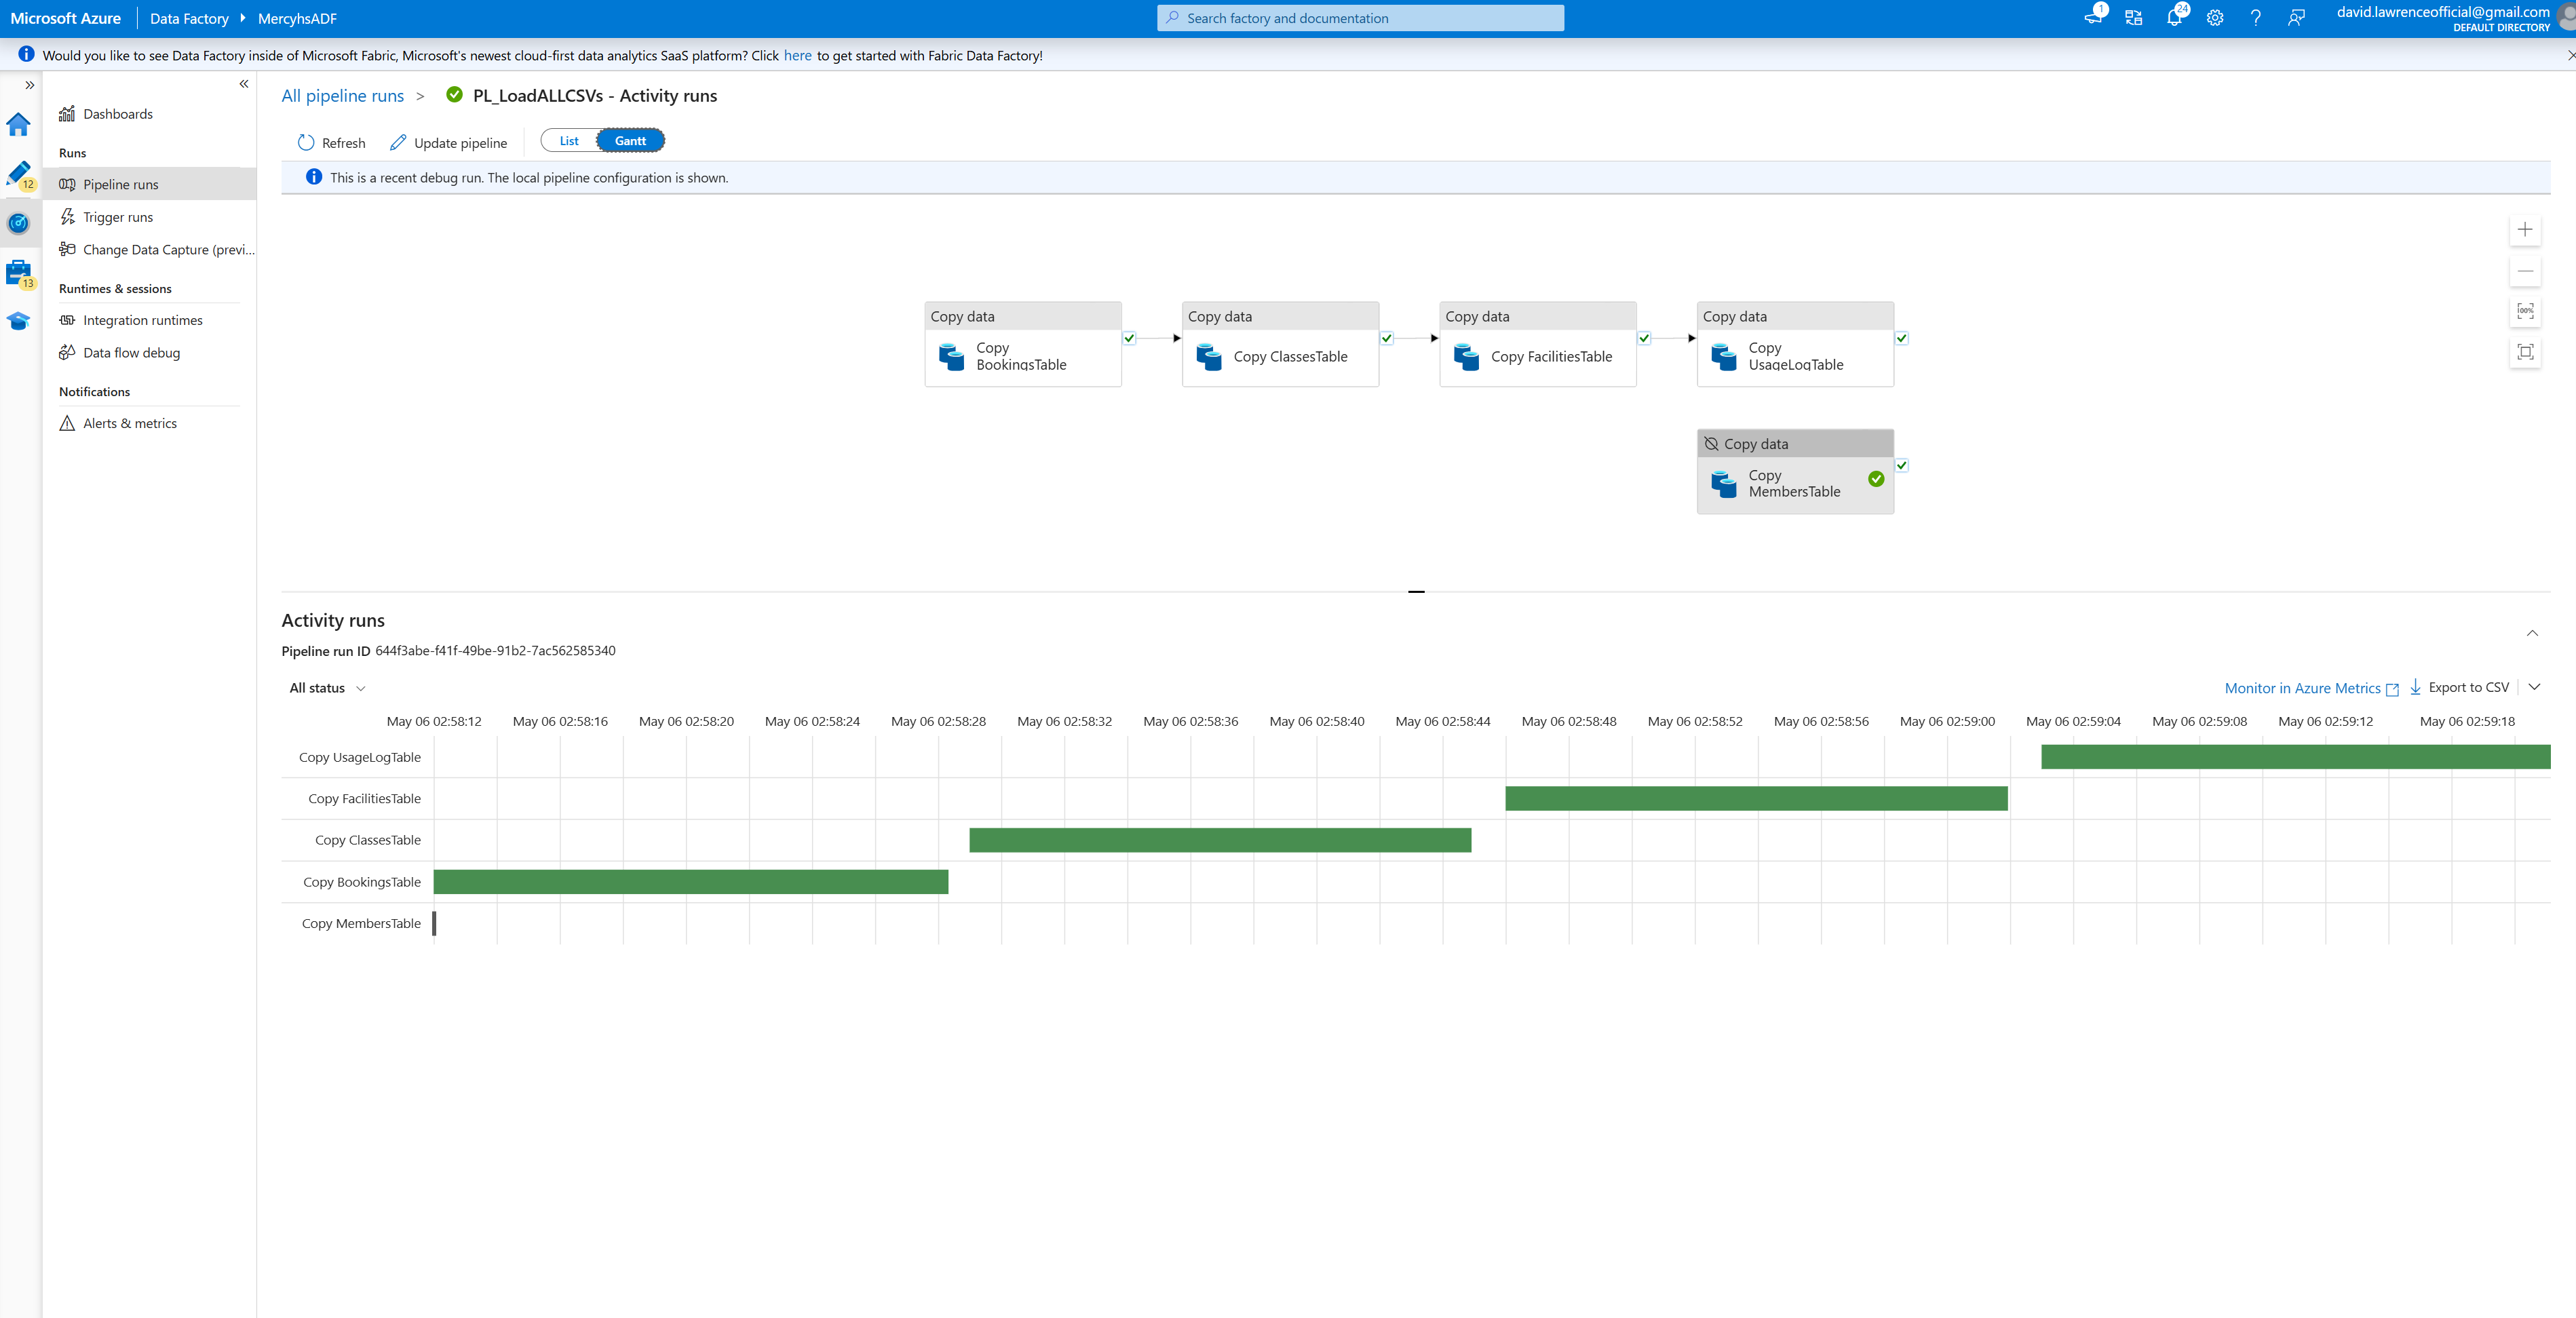 Microsoft Azure
Data Factory
MercyhsADF
Search factory and documentation
1
24
david.lawrenceofficial@gmail.com
DEFAULT DIRECTORY
Would you like to see Data Factory inside of Microsoft Fabric, Microsoft's newest cloud-first data analytics SaaS platform? Click here to get started with Fabric Data Factory!
12
13
Dashboards
Runs
Pipeline runs
Trigger runs
Change Data Capture (previ...
Runtimes & sessions
Integration runtimes
Data flow debug
Notifications
Alerts & metrics
All pipeline runs > PL_LoadALLCSVs - Activity runs
Refresh
Update pipeline
List
Gantt
This is a recent debug run. The local pipeline configuration is shown.
100%
Copy data
Copy
BookingsTable
Copy data
Copy ClassesTable
Copy data
Copy FacilitiesTable
Copy data
Copy
UsageLogTable
Copy data
Copy
MembersTable
Activity runs
Pipeline run ID 644f3abe-f41f-49be-91b2-7ac562585340
All status
Monitor in Azure Metrics
Export to CSV
May 06 02:58:12
May 06 02:58:16
May 06 02:58:20
May 06 02:58:24
May 06 02:58:28
May 06 02:58:32
May 06 02:58:36
May 06 02:58:40
May 06 02:58:44
May 06 02:58:48
May 06 02:58:52
May 06 02:58:56
May 06 02:59:00
May 06 02:59:04
May 06 02:59:08
May 06 02:59:12
May 06 02:59:18
Copy UsageLogTable
Copy FacilitiesTable
Copy ClassesTable
Copy BookingsTable
Copy MembersTable